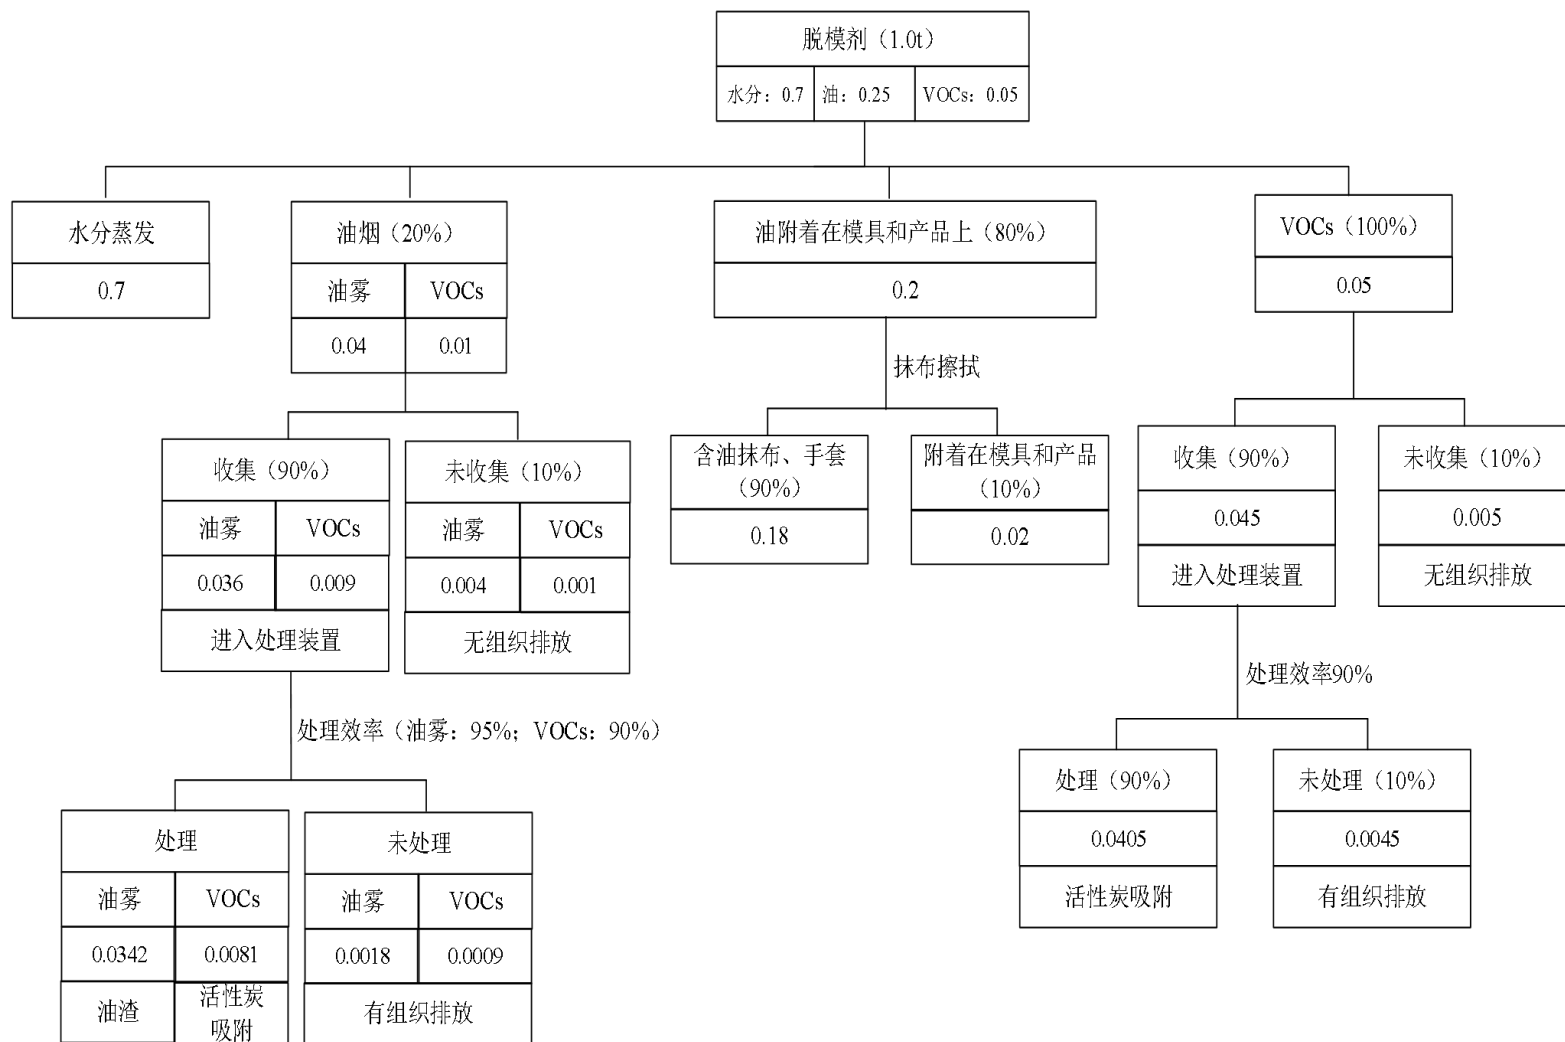 脱模剂（1.0t）
水分：0.7 油：0.25 VOCs：0.05
水分蒸发
0.7
油烟（20%）
油雾 VOCs
0.04 0.01
油附着在模具和产品上（80%）
0.2
VOCs（100%）
0.05
抹布擦拭
收集（90%）
油雾 VOCs
0.036 0.009
进入处理装置
未收集（10%）
油雾 VOCs
0.004 0.001
无组织排放
含油抹布、手套
（90%）
0.18
附着在模具和产品
（10%）
0.02
收集（90%）
0.045
进入处理装置
未收集（10%）
0.005
无组织排放
处理效率（油雾：95%；VOCs：90%）
处理效率90%
处理
油雾 VOCs
0.0342 0.0081
油渣 活性炭
吸附
未处理
油雾 VOCs
0.0018 0.0009
有组织排放
处理（90%）
0.0405
活性炭吸附
未处理（10%）
0.0045
有组织排放